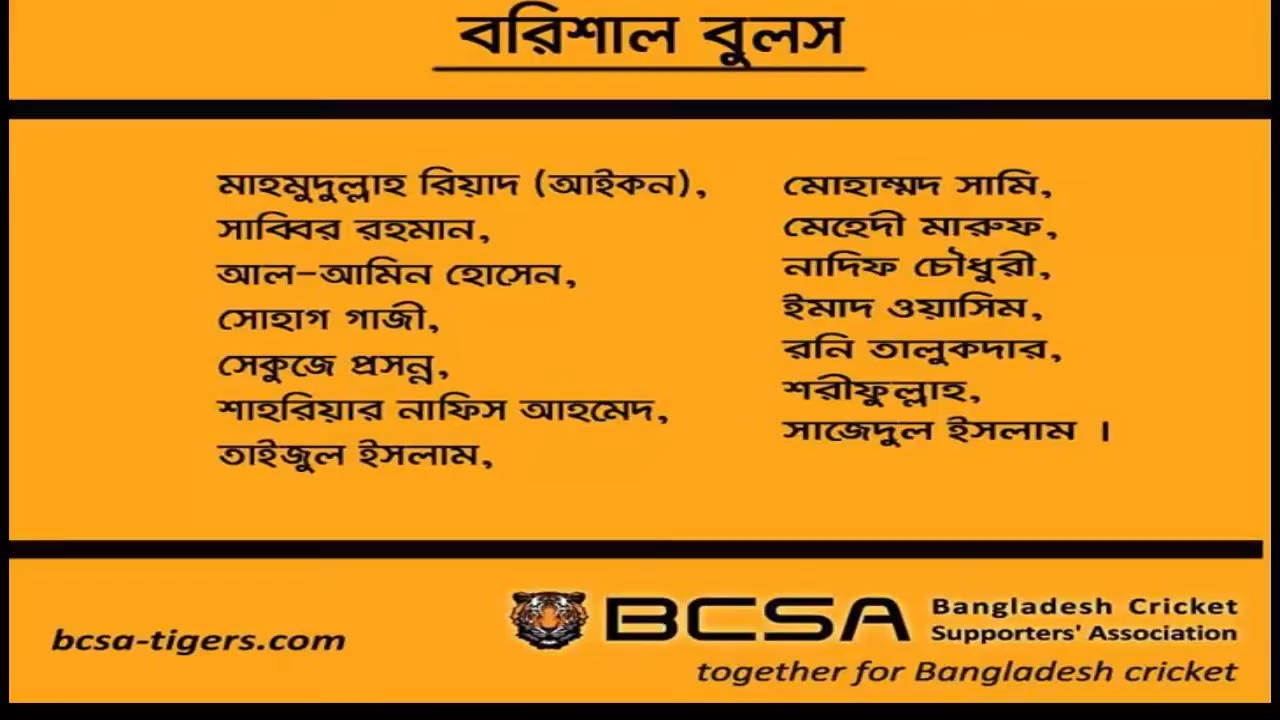 বরিশাল বুলস
মাহমুদুল্লাহ রিয়াদ (আইকন),
সাব্বির রহমান,
আল-আমিন হোসেন,
সোহাগ গাজী,
সেকুজে প্রসন্ন,
শাহরিয়ার নাফিস আহমেদ,
তাইজুল ইসলাম,
মোহাম্মদ সামি,
মেহেদী মারুফ,
নাদিফ চৌধুরী,
ইমাদ ওয়াসিম,
রনি তালুকদার,
শরীফুল্লাহ,
সাজেদুল ইসলাম ।
bcsa-tigers.com
BCSA
Bangladesh Cricket
Supporters' Association
together for Bangladesh cricket